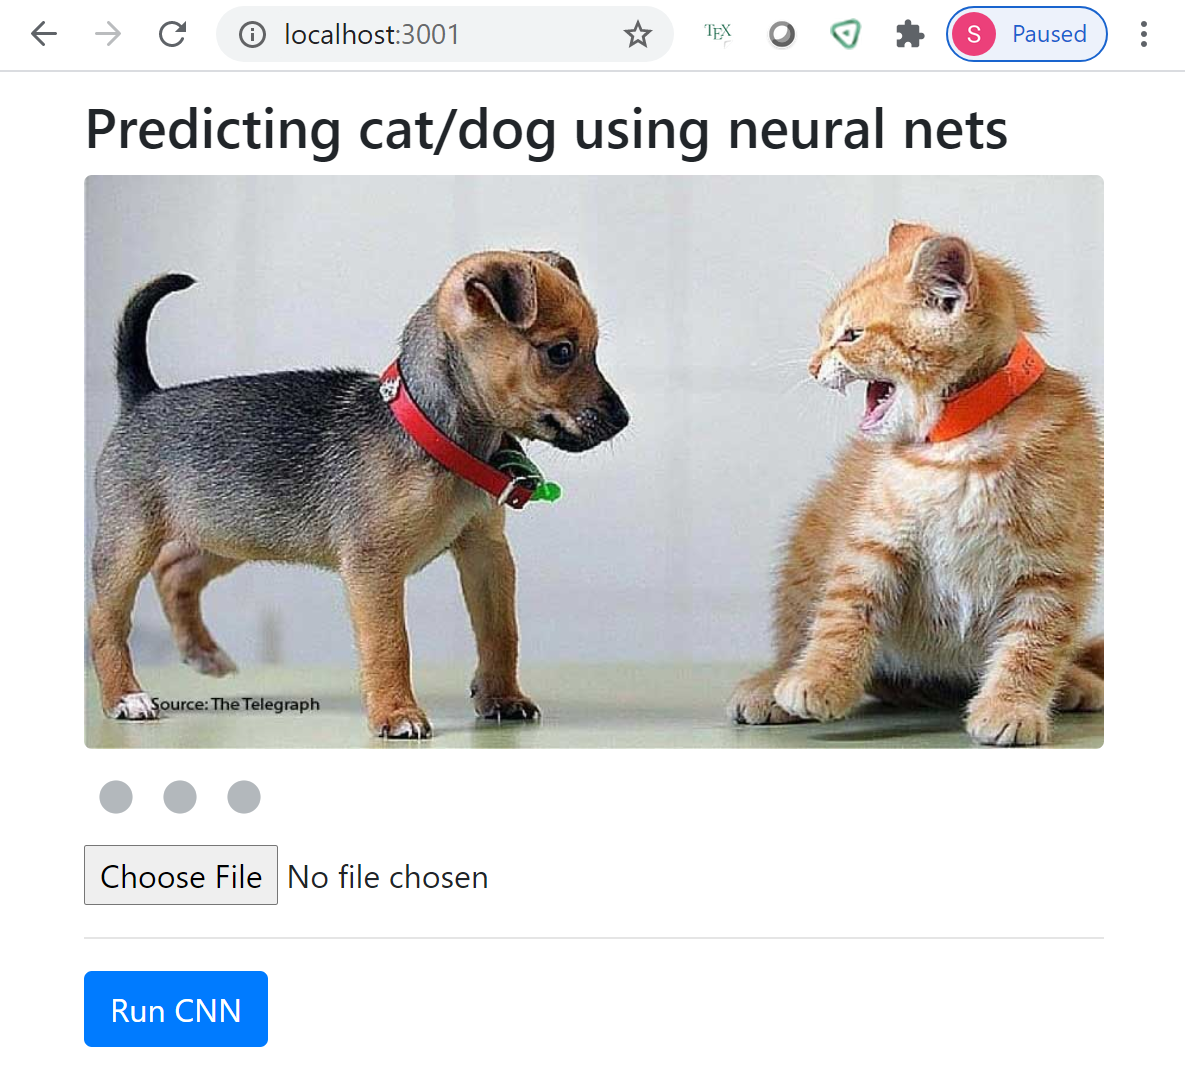 localhost:3001
TEX
S
Paused
Predicting cat/dog using neural nets
Source: The Telegraph
Choose File
No file chosen
Run CNN